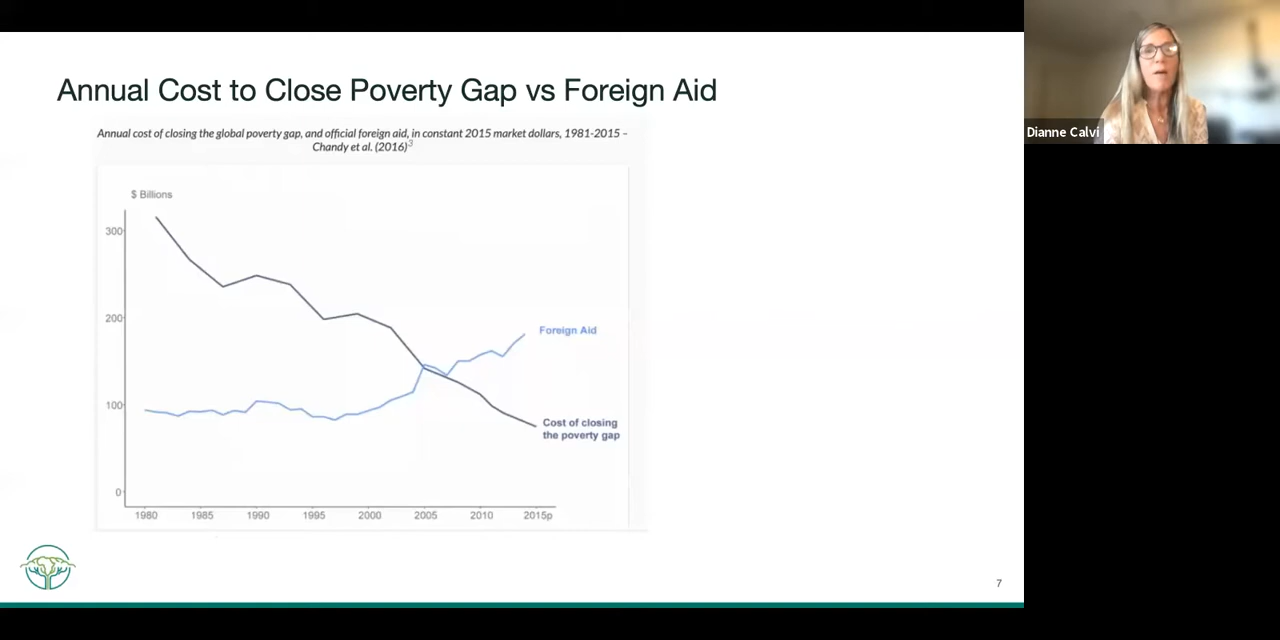 Annual Cost to Close Poverty Gap vs Foreign Aid
Annual cost of closing the global poverty gap, and official foreign aid, in constant 2015 market dollars, 1981-2015 –
Chandy et al. (2016)3
$ Billions
300
200
100
0
Foreign Aid
Cost of closing
the poverty gap
1980 1985 1990 1995 2000 2005 2010 2015p
7
Dianne Calvi